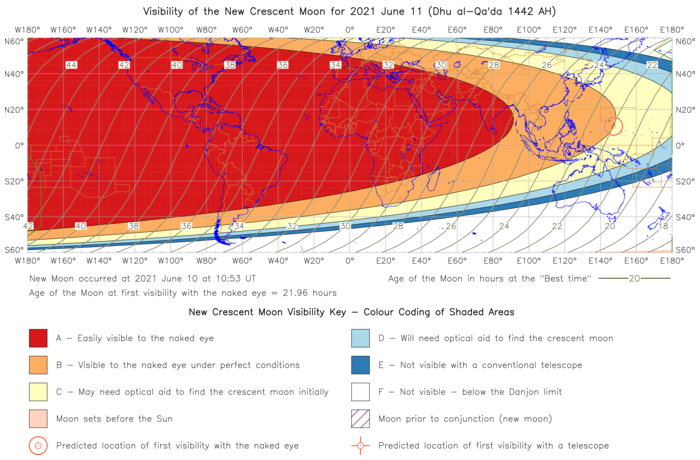 Visibility of the New Crescent Moon for 2021 June 11 (Dhu al-Qa'da 1442 AH)
W180° W160° W140° W120° W100° W80° W60° W40° W20° 0° E20° E40° E60° E80° E100° E120° E140° E160° E180°
N60° N60°
44 42 40 38 36 34 32 30 28 26 24 22
N40° N40°
N20° N20°
0° 0°
S20° S20°
S40° S40°
42 40 38 36 34 32 30 28 26 24 22 20 18
S60° S60°
W180° W160° W140° W120° W100° W80° W60° W40° W20° 0° E20° E40° E60° E80° E100° E120° E140° E160° E180°
New Moon occurred at 2021 June 10 at 10:53 UT
Age of the Moon in hours at the "Best time" 20
Age of the Moon at first visibility with the naked eye = 21.96 hours
New Crescent Moon Visibility Key – Colour Coding of Shaded Areas
A – Easily visible to the naked eye
D – Will need optical aid to find the crescent moon
B – Visible to the naked eye under perfect conditions
E – Not visible with a conventional telescope
C – May need optical aid to find the crescent moon initially
F – Not visible – below the Danjon limit
Moon sets before the Sun
Moon prior to conjunction (new moon)
Predicted location of first visibility with the naked eye
Predicted location of first visibility with a telescope